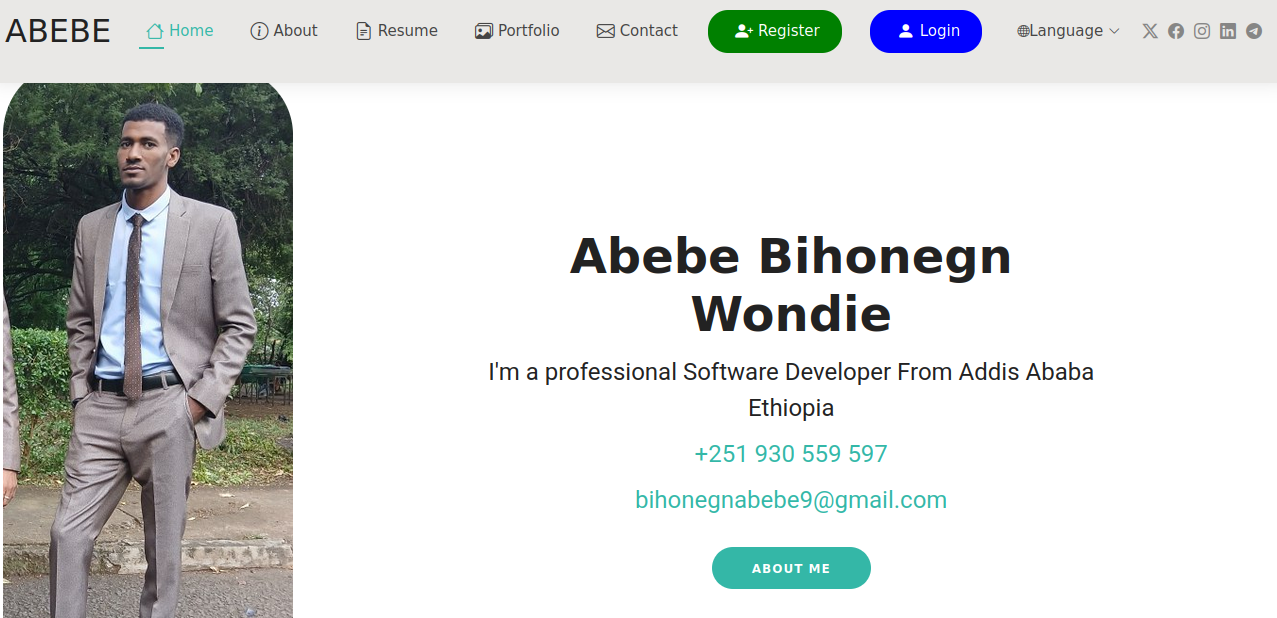 ABEBE Home About Resume Portfolio Contact Register Login Language
Abebe Bihonegn
Wondie
I'm a professional Software Developer From Addis Ababa
Ethiopia
+251 930 559 597
bihonegnabebe9@gmail.com
ABOUT ME